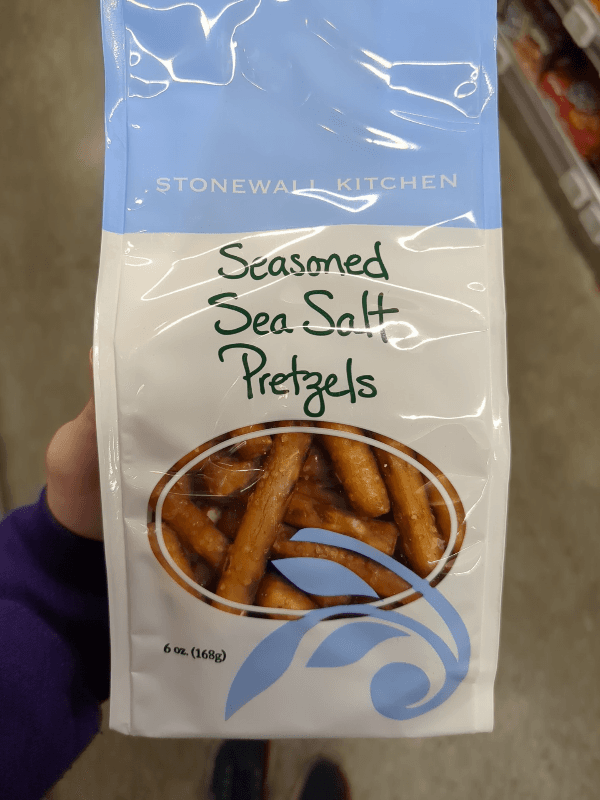 STONEWALL KITCHEN
Seasoned
Sea Salt
Pretzels
6 oz. (168g)